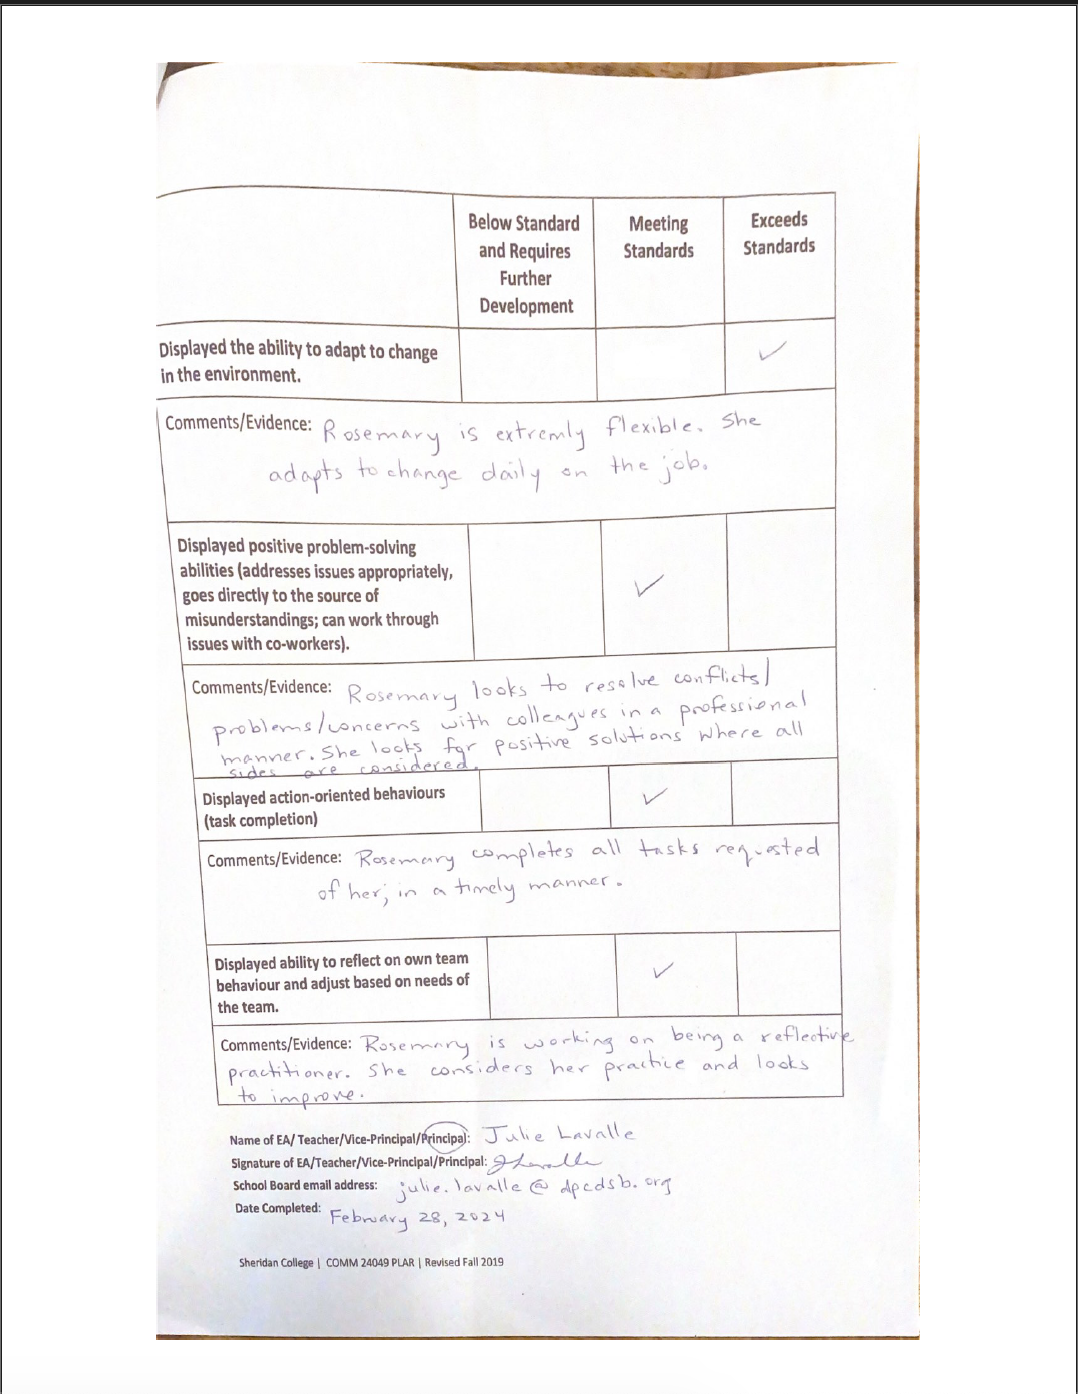 Below Standard
and Requires
Further
Development
Meeting
Standards
Exceeds
Standards
Displayed the ability to adapt to change
in the environment.
Comments/Evidence: Rosemary is extremly flexible. She
adapts to change daily on the job.
Displayed positive problem-solving
abilities (addresses issues appropriately,
goes directly to the source of
misunderstandings; can work through
issues with co-workers).
Comments/Evidence: Rosemary looks to resolve conflicts/
problems/concerns with colleagues in a professional
manner. She looks for positive solutions where all
sides are considered.
Displayed action-oriented behaviours
(task completion)
Comments/Evidence: Rosemary completes all tasks requested
of her; in a timely manner.
Displayed ability to reflect on own team
behaviour and adjust based on needs of
the team.
Comments/Evidence: Rosemary is working on being a reflective
practitioner. She considers her practice and looks
to improve.
Name of EA/ Teacher/Vice-Principal/Principal: Julie Lavalle
Signature of EA/Teacher/Vice-Principal/Principal: JLavalle
School Board email address: julie.lavalle@dpcdsb.org
Date Completed: February 28, 2024
Sheridan College | COMM 24049 PLAR | Revised Fall 2019